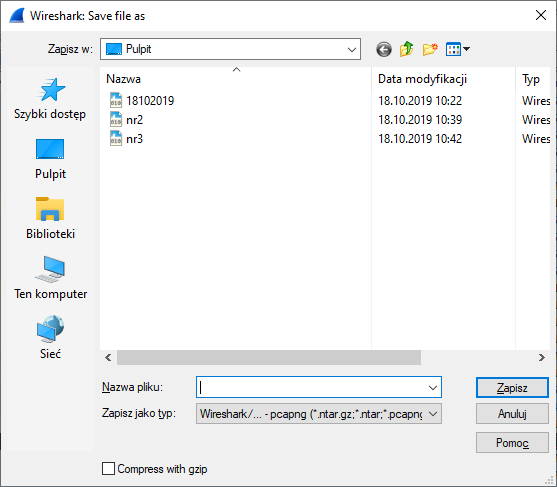 Wireshark: Save file as
Zapisz w: Pulpit
Nazwa Data modyfikacji Typ
18102019 18.10.2019 10:22 Wires
nr2 18.10.2019 10:39 Wires
nr3 18.10.2019 10:42 Wires
Szybki dostęp
Pulpit
Biblioteki
Ten komputer
Sieć
Nazwa pliku: Zapisz
Zapisz jako typ: Wireshark/... - pcapng (*.ntar.gz;*.ntar;*.pcapng Anuluj
Pomoc
Compress with gzip